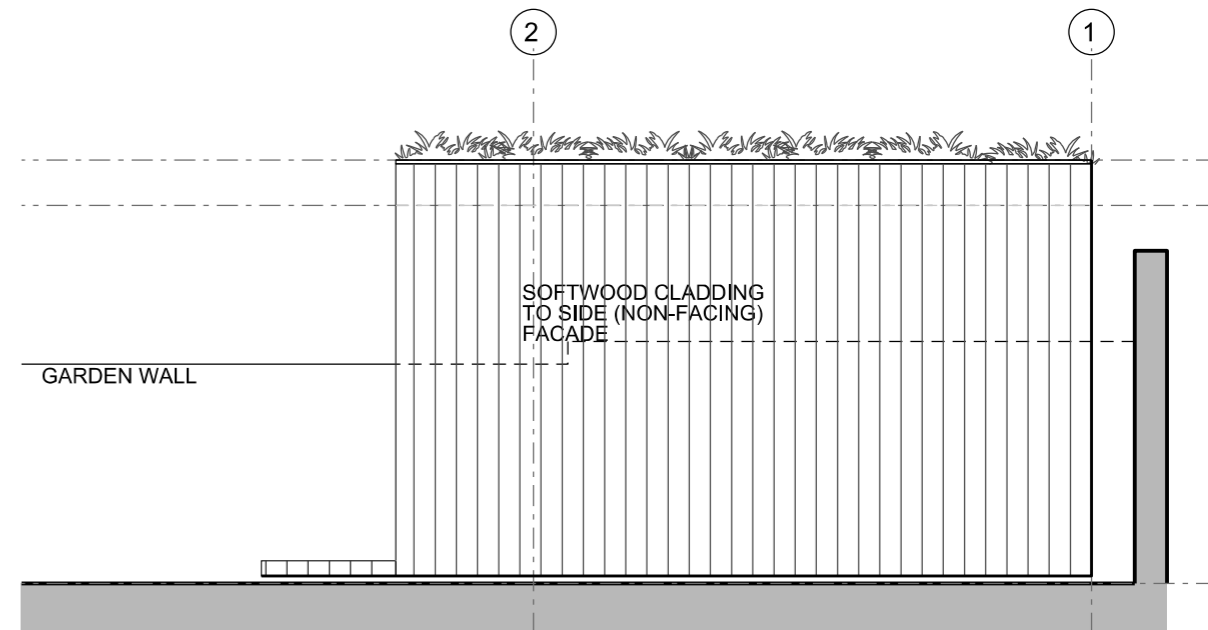 2
1
SOFTWOOD CLADDING
TO SIDE (NON-FACING)
FACADE
GARDEN WALL